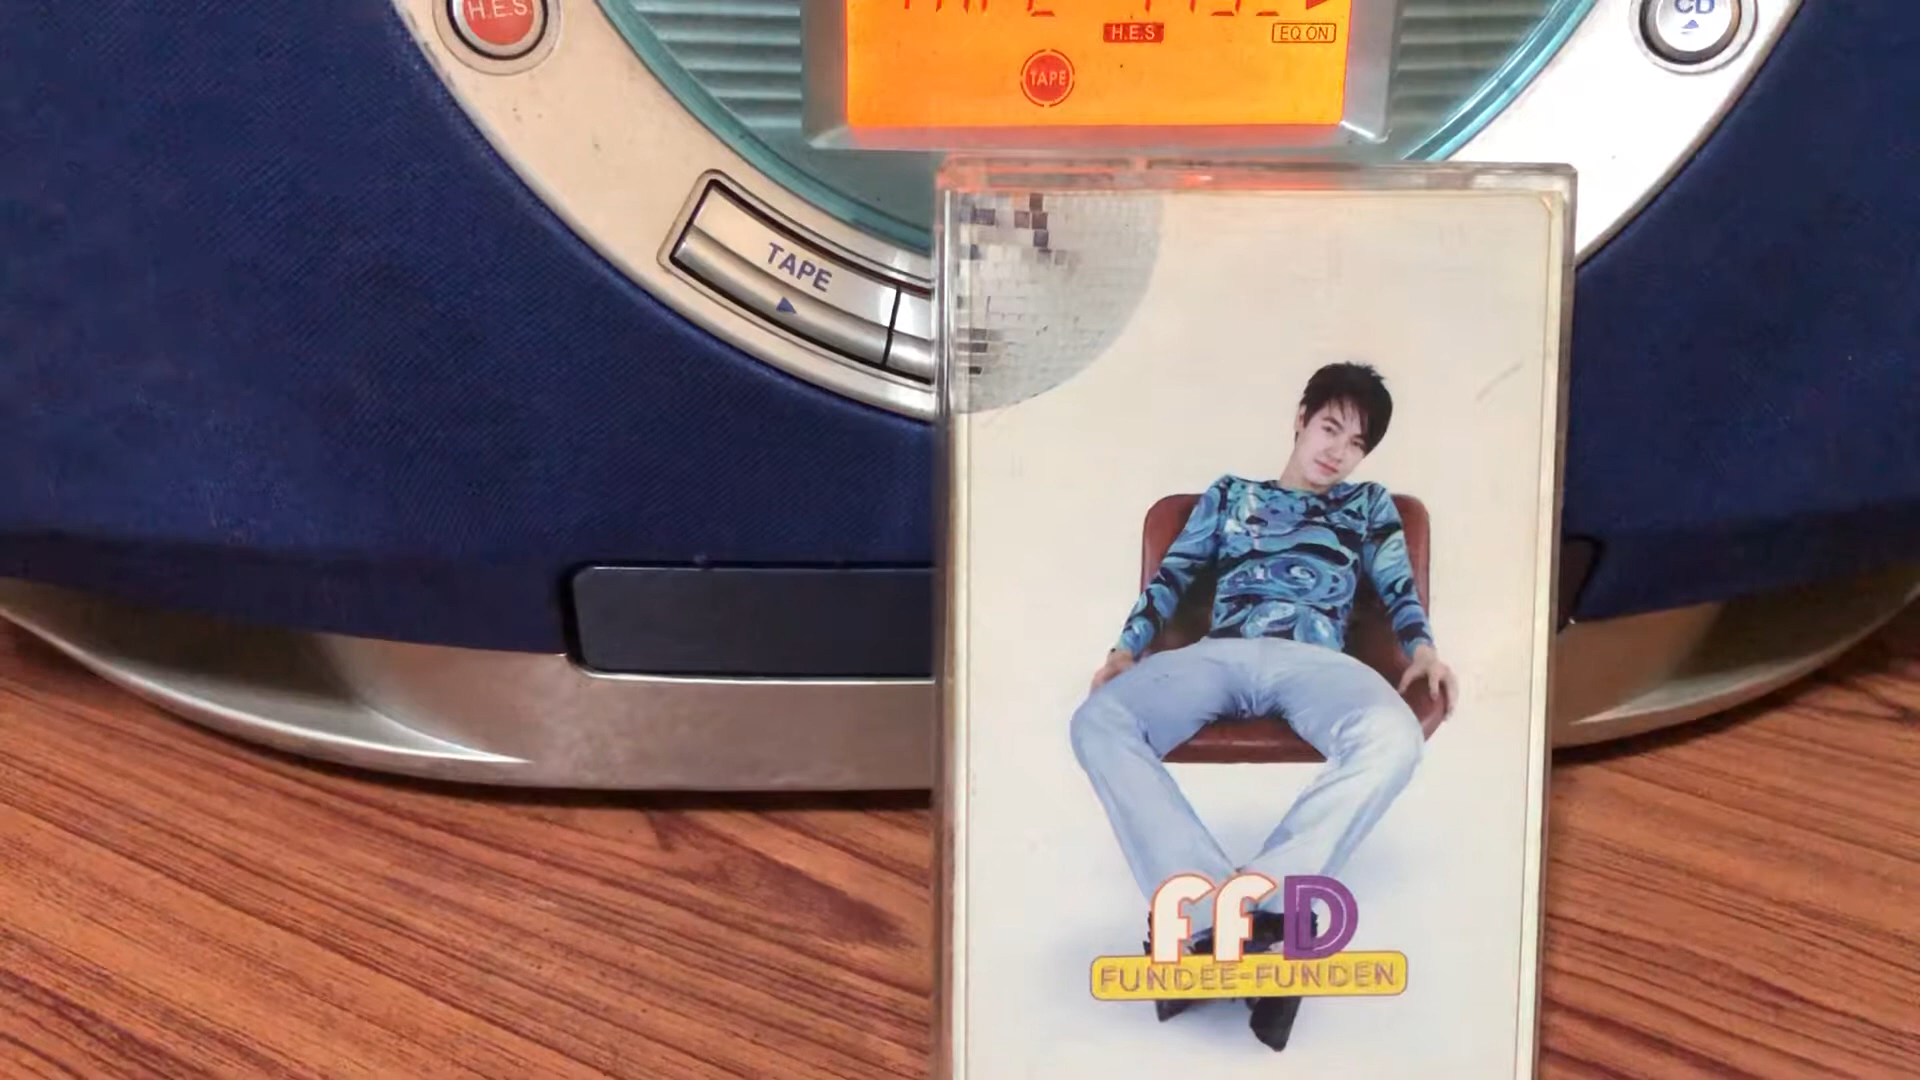 H.E.S
H.E.S
EQ ON
TAPE
CD
TAPE
FFD
FUNDEE-FUNDEN